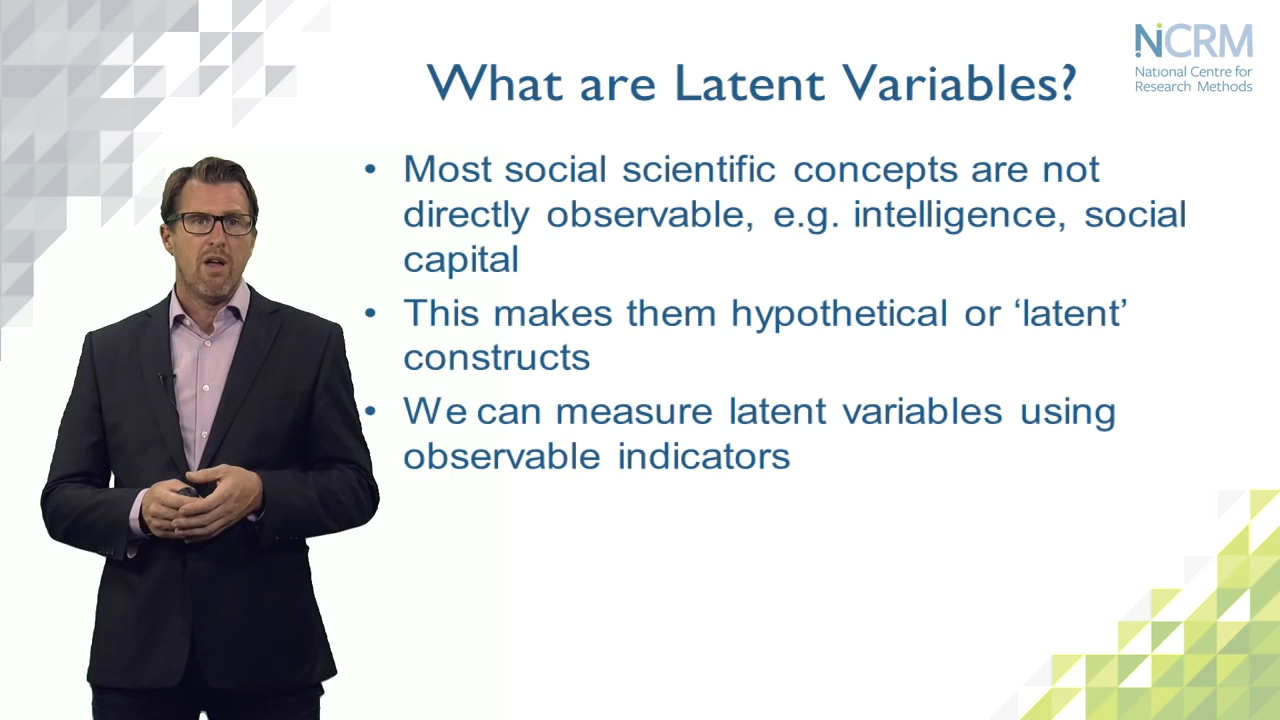 What are Latent Variables?
NCRM
National Centre for
Research Methods
• Most social scientific concepts are not
directly observable, e.g. intelligence, social
capital
• This makes them hypothetical or ‘latent’
constructs
• We can measure latent variables using
observable indicators